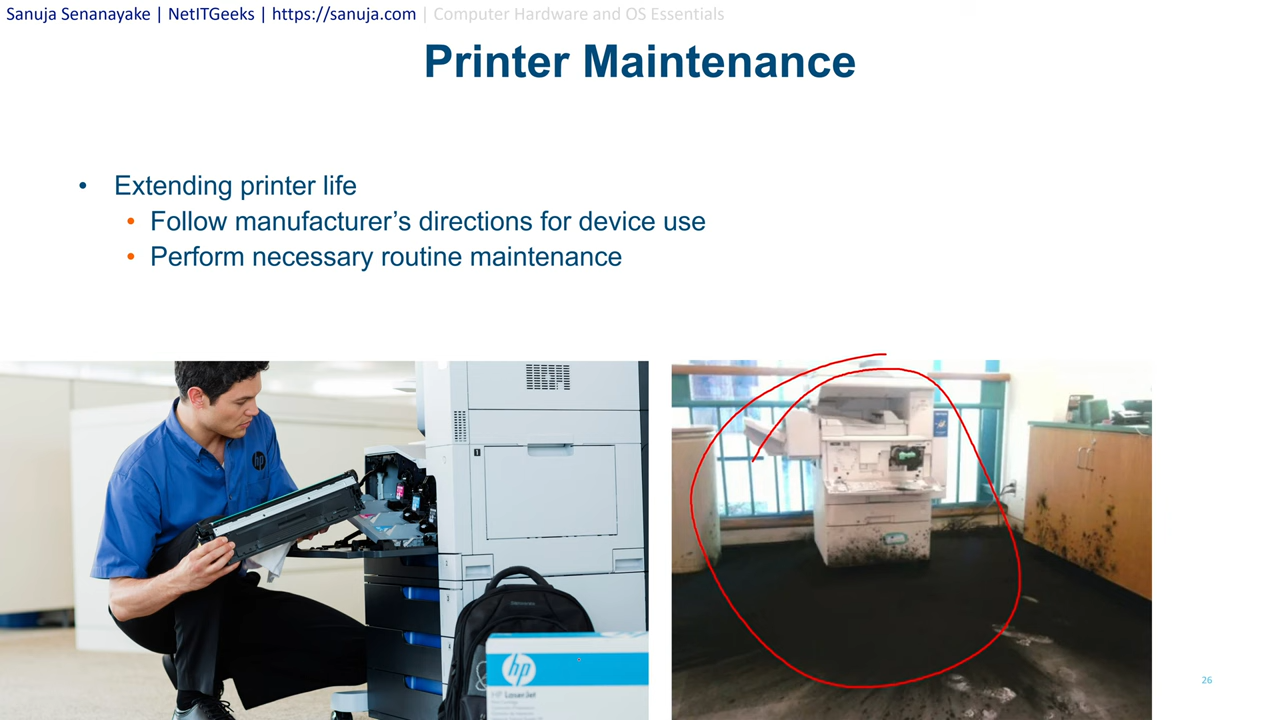 Sanuja Senanayake | NetITGeeks | https://sanuja.com | Computer Hardware and OS Essentials
Printer Maintenance
• Extending printer life
• Follow manufacturer’s directions for device use
• Perform necessary routine maintenance
hp
hp
HP LaserJet
26